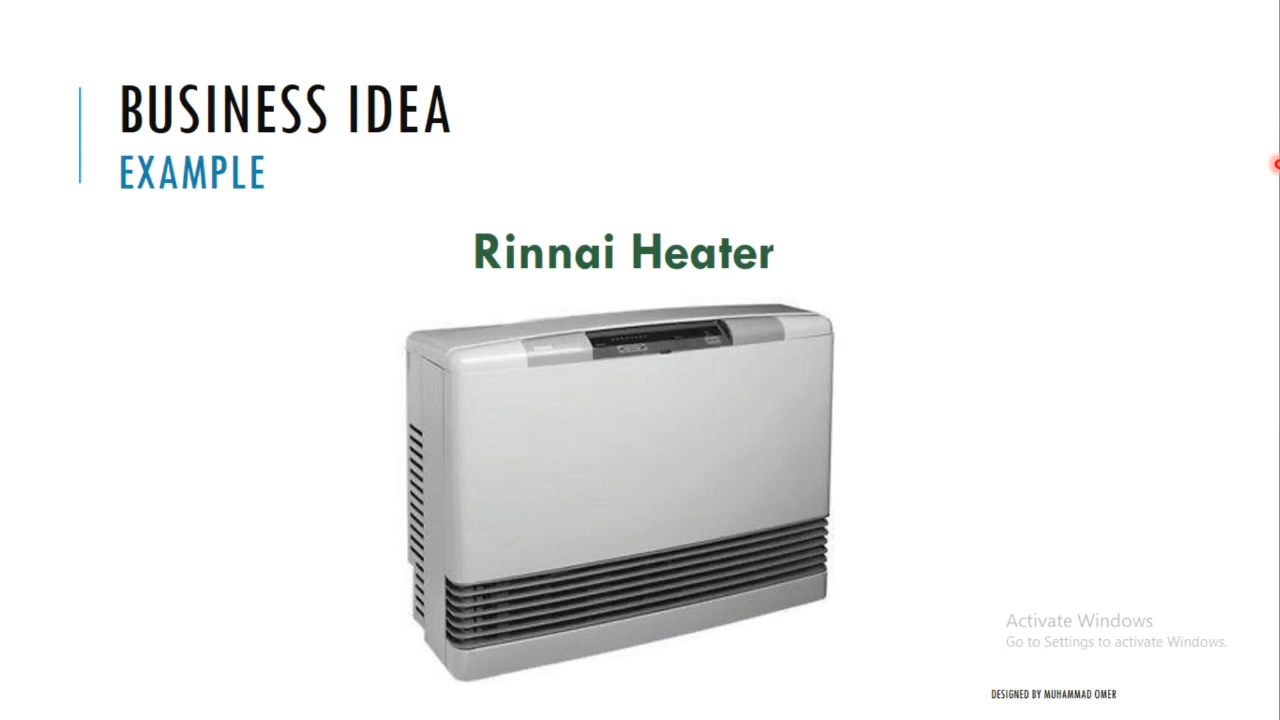 BUSINESS IDEA
EXAMPLE
Rinnai Heater
Activate Windows
Go to Settings to activate Windows.
DESIGNED BY MUHAMMAD OMER